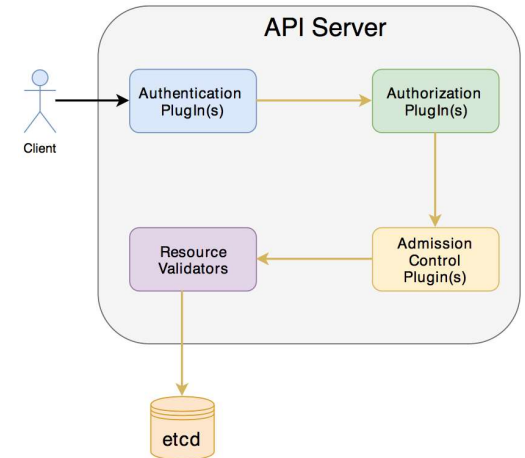 API Server
Authentication
PlugIn(s)
Authorization
PlugIn(s)
Client
Resource
Validators
Admission
Control
Plugin(s)
etcd